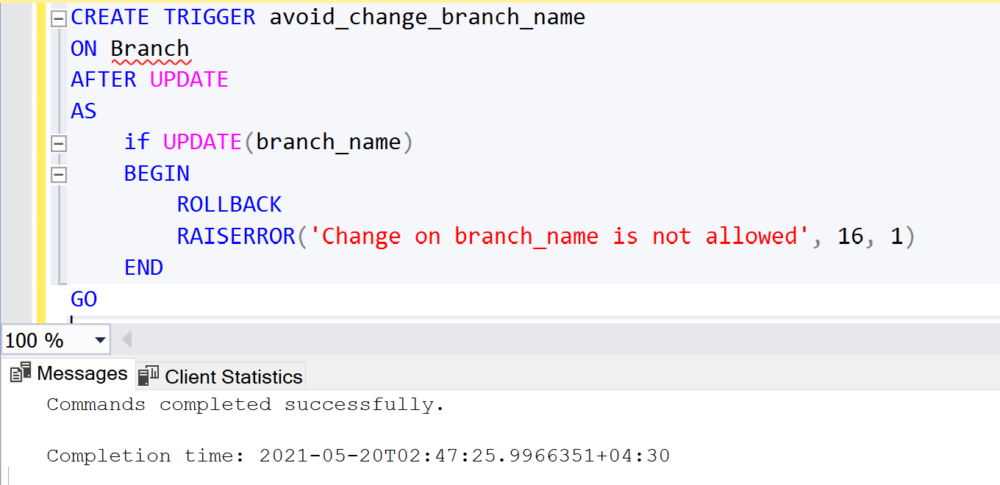 CREATE TRIGGER avoid_change_branch_name
ON Branch
AFTER UPDATE
AS
if UPDATE(branch_name)
BEGIN
ROLLBACK
RAISERROR('Change on branch_name is not allowed', 16, 1)
END
GO
100 %
Messages Client Statistics
Commands completed successfully.
Completion time: 2021-05-20T02:47:25.9966351+04:30